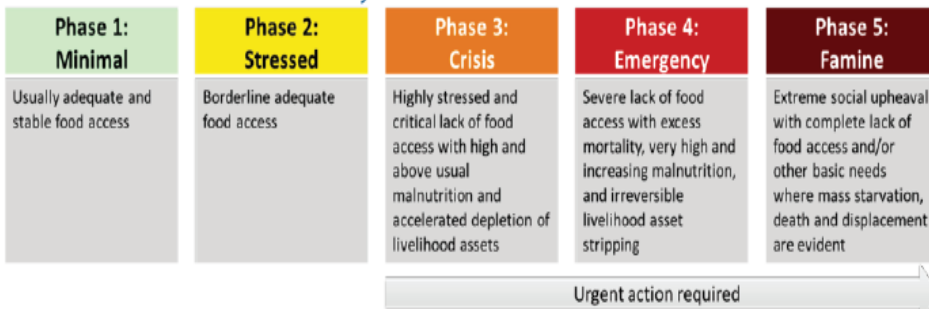 Phase 1:
Minimal
Usually adequate and
stable food access
Phase 2:
Stressed
Borderline adequate
food access
Phase 3:
Crisis
Highly stressed and
critical lack of food
access with high and
above usual
malnutrition and
accelerated depletion of
livelihood assets
Phase 4:
Emergency
Severe lack of food
access with excess
mortality, very high and
increasing malnutrition,
and irreversible
livelihood asset
stripping
Phase 5:
Famine
Extreme social upheaval
with complete lack of
food access and/or
other basic needs
where mass starvation,
death and displacement
are evident
Urgent action required